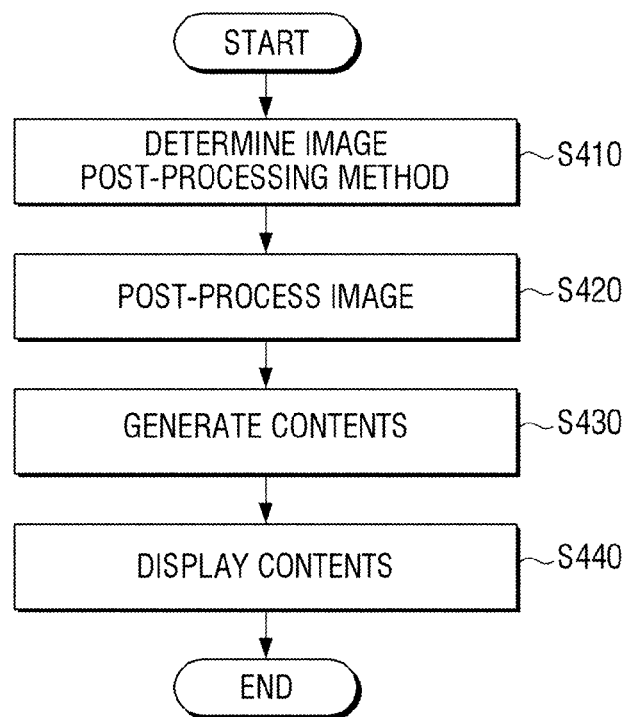 START
DETERMINE IMAGE
POST-PROCESSING METHOD
S410
POST-PROCESS IMAGE
S420
GENERATE CONTENTS
S430
DISPLAY CONTENTS
S440
END